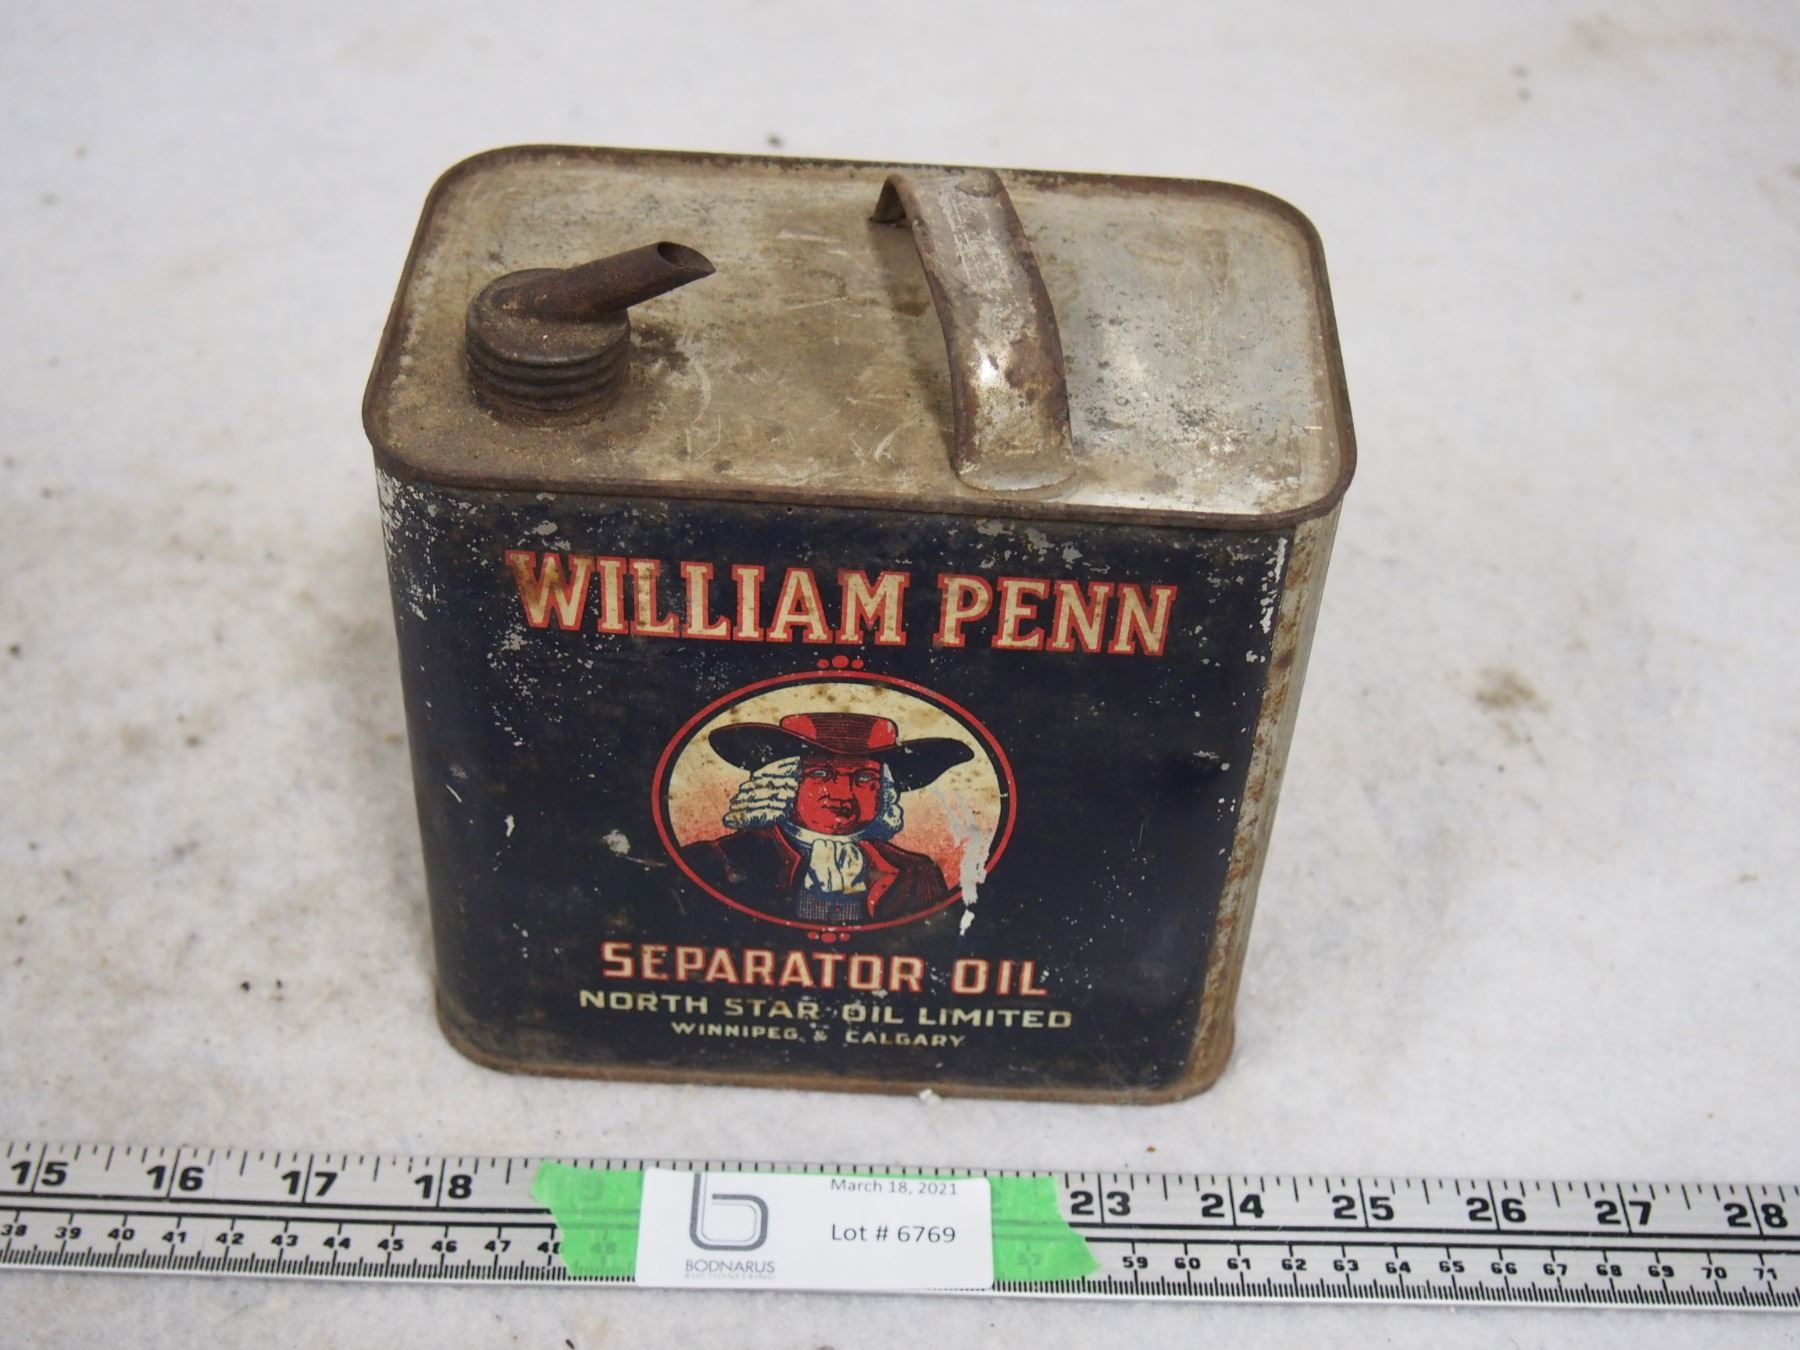 WILLIAM PENN
SEPARATOR OIL
NORTH STAR OIL LIMITED
WINNIPEG & CALGARY
15 16 17 18 23 24 25 26 27 28
March 18, 2021
Lot # 6769
BODNARUS
AUCTIONEERING
38 39 40 41 42 43 44 45 46 47 48 57 59 60 61 62 63 64 65 66 67 68 69 70 71